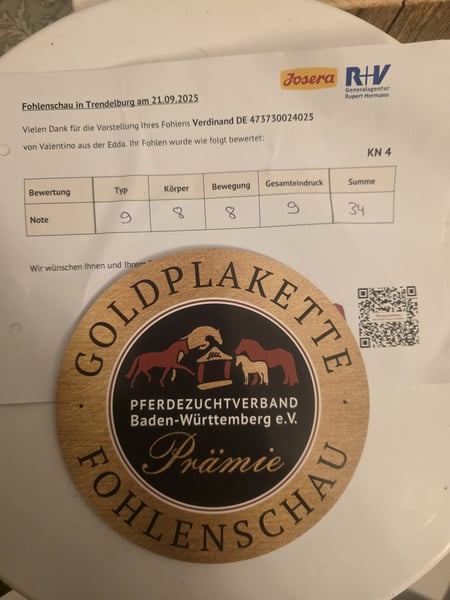 Josera
R+V
Generalagentur
Rupert Hermann
Fohlenschau in Trendelburg am 21.09.2025
Vielen Dank für die Vorstellung Ihres Fohlens Verdinand DE 473730024025
von Valentino aus der Edda. Ihr Fohlen wurde wie folgt bewertet:
KN 4
Bewertung Typ Körper Bewegung Gesamteindruck Summe
Note 9 8 8 9 34
Wir wünschen Ihnen und Ihrem
GOLDPLAKETTE
PFERDEZUCHTVERBAND
Baden-Württemberg e.V.
Prämie
FOHLENSCHAU